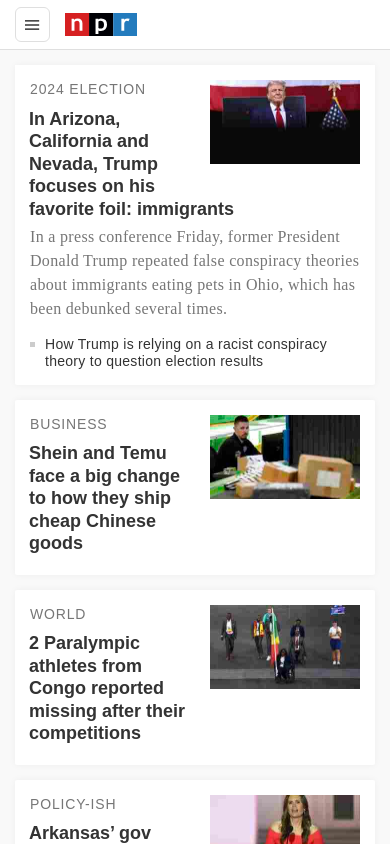 npr
2024 ELECTION
In Arizona,
California and
Nevada, Trump
focuses on his
favorite foil: immigrants
In a press conference Friday, former President
Donald Trump repeated false conspiracy theories
about immigrants eating pets in Ohio, which has
been debunked several times.
How Trump is relying on a racist conspiracy
theory to question election results
BUSINESS
Shein and Temu
face a big change
to how they ship
cheap Chinese
goods
WORLD
2 Paralympic
athletes from
Congo reported
missing after their
competitions
POLICY-ISH
Arkansas’ gov